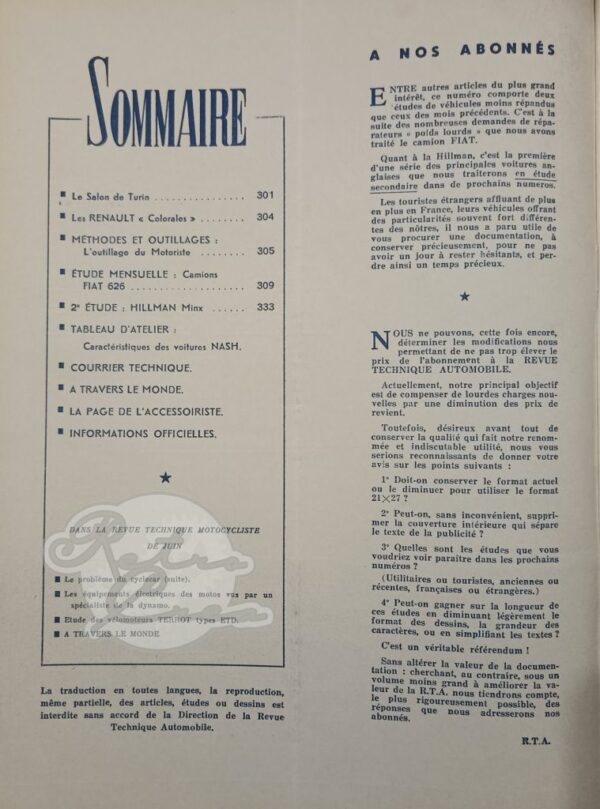 SOMMAIRE
■ Le Salon de Turin ................ 301
■ Les RENAULT « Colorales » ........ 304
■ MÉTHODES ET OUTILLAGES :
L'outillage du Motoriste ....... 305
■ ÉTUDE MENSUELLE : Camions
FIAT 626 .................... 309
■ 2e ÉTUDE : HILLMAN Minx ...... 333
■ TABLEAU D'ATELIER :
Caractéristiques des voitures NASH.
■ COURRIER TECHNIQUE.
■ A TRAVERS LE MONDE.
■ LA PAGE DE L'ACCESSOIRISTE.
■ INFORMATIONS OFFICIELLES.
★
DANS LA REVUE TECHNIQUE MOTOCYCLISTE
DE JUIN
■ Le problème du cyclecar (suite).
■ Les équipements électriques des motos vus par un
spécialiste de la dynamo.
■ Etude des vélomoteurs TERROT types ETD.
■ A TRAVERS LE MONDE
Retro
La traduction en toutes langues, la reproduction,
même partielle, des articles, études ou dessins est
interdite sans accord de la Direction de la Revue
Technique Automobile.
A NOS ABONNÉS
ENTRE autres articles du plus grand
intérêt, ce numéro comporte deux
études de véhicules moins répandus
que ceux des mois précédents. C'est à la
suite des nombreuses demandes de répa-
rateurs « poids lourds » que nous avons
traité le camion FIAT.
Quant à la Hillman, c'est la première
d'une série des principales voitures an-
glaises que nous traiterons en étude
secondaire dans de prochains numeros.
Les touristes étrangers affluant de plus
en plus en France, leurs véhicules offrant
des particularités souvent fort différen-
tes des nôtres, il nous a paru utile de
vous procurer une documentation, à
conserver précieusement, pour ne pas
avoir un jour à rester hésitants, et per-
dre ainsi un temps précieux.
★
NOUS ne pouvons, cette fois encore,
déterminer les modifications nous
permettant de ne pas trop élever le
prix de l'abonnement à la REVUE
TECHNIQUE AUTOMOBILE.
Actuellement, notre principal objectif
est de compenser de lourdes charges nou-
velles par une diminution des prix de
revient.
Toutefois, désireux avant tout de
conserver la qualité qui fait notre renom-
mée et indiscutable utilité, nous vous
serions reconnaissants de donner votre
avis sur les points suivants :
1° Doit-on conserver le format actuel
ou le diminuer pour utiliser le format
21×27 ?
2° Peut-on, sans inconvénient, suppri-
mer la couverture intérieure qui sépare
le texte de la publicité ?
3° Quelles sont les études que vous
voudriez voir paraître dans les prochains
numéros ?
(Utilitaires ou touristes, anciennes ou
récentes, françaises ou étrangères.)
4° Peut-on gagner sur la longueur de
ces études en diminuant légèrement le
format des dessins, la grandeur des
caractères, ou en simplifiant les textes ?
C'est un véritable référendum !
Sans altérer la valeur de la documen-
tation : cherchant, au contraire, sous un
volume moins grand à améliorer la va-
leur de la R.T.A. nous tiendrons compte,
le plus rigoureusement possible, des
réponses que nous adresserons nos
abonnés.
R.T.A.